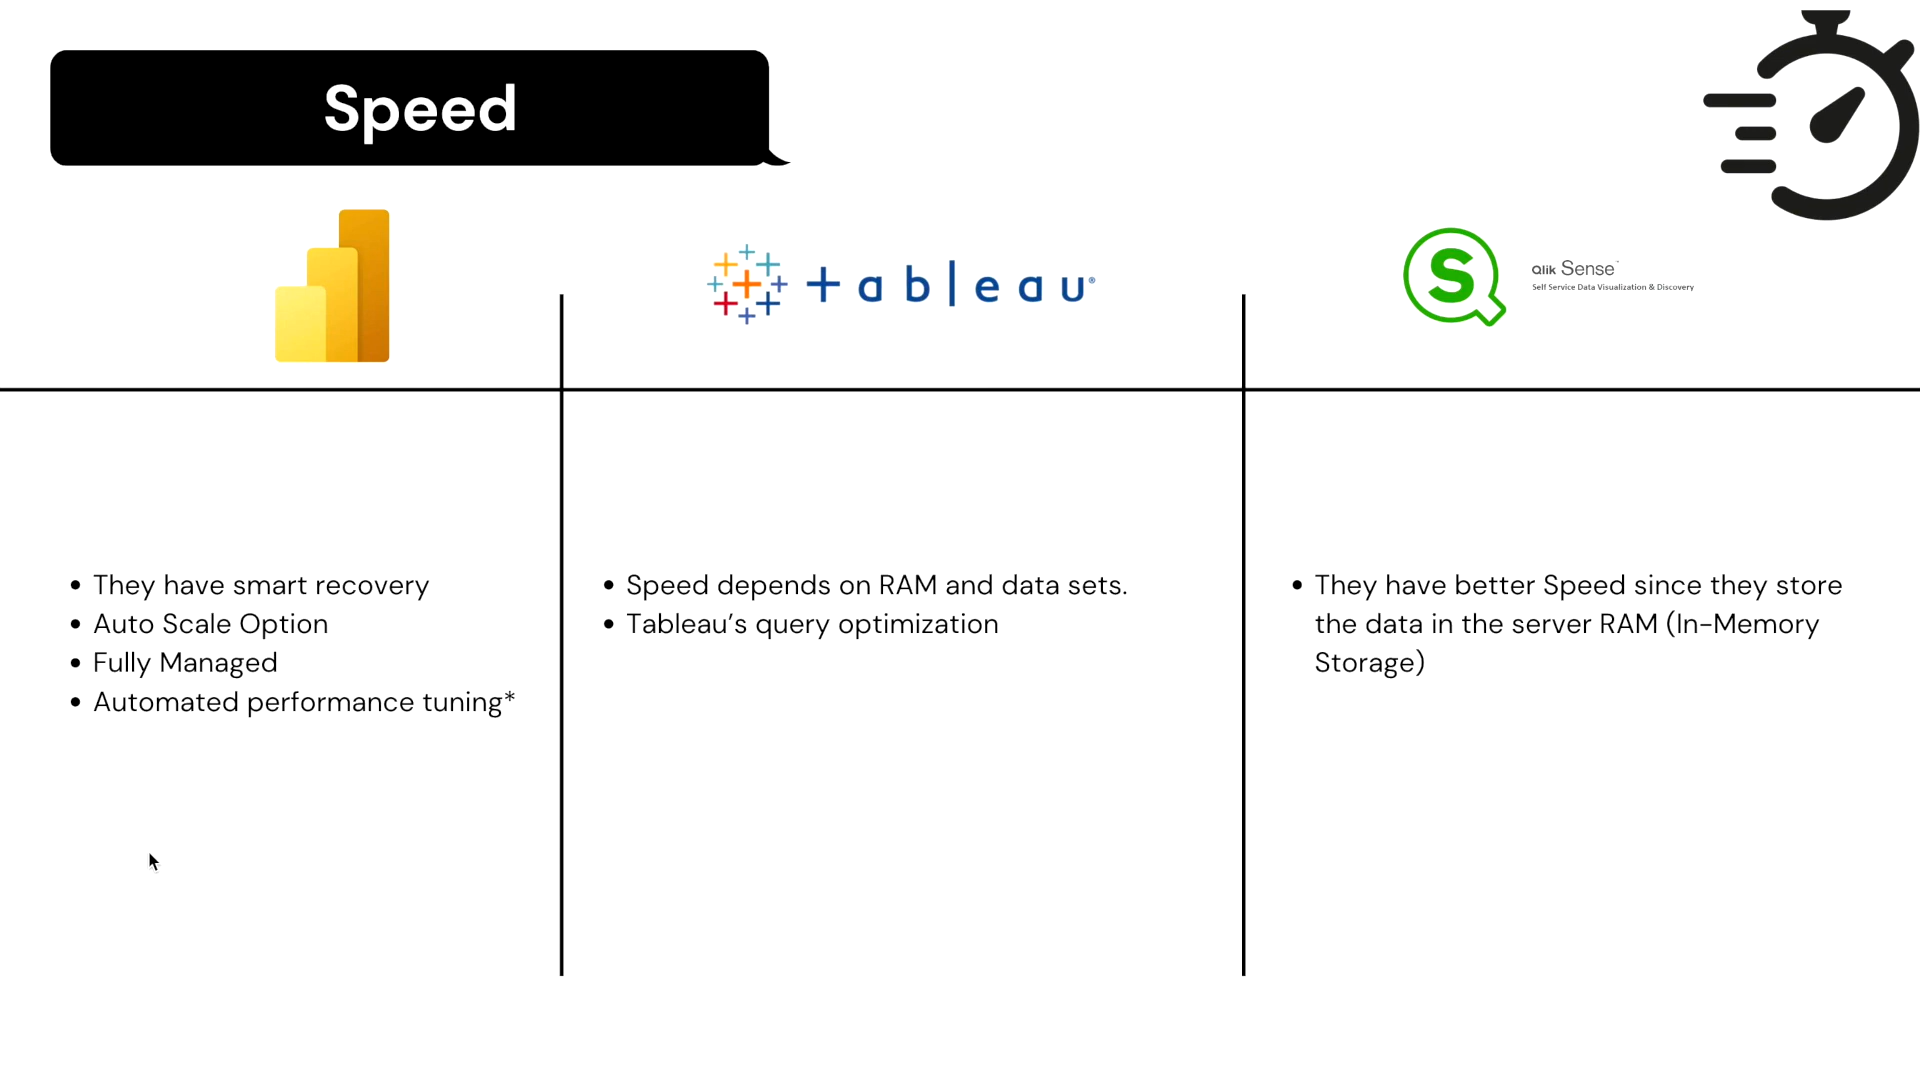 Speed
+ableau®
Qlik Sense™
Self Service Data Visualization & Discovery
• They have smart recovery
• Auto Scale Option
• Fully Managed
• Automated performance tuning*
• Speed depends on RAM and data sets.
• Tableau’s query optimization
• They have better Speed since they store
the data in the server RAM (In-Memory
Storage)